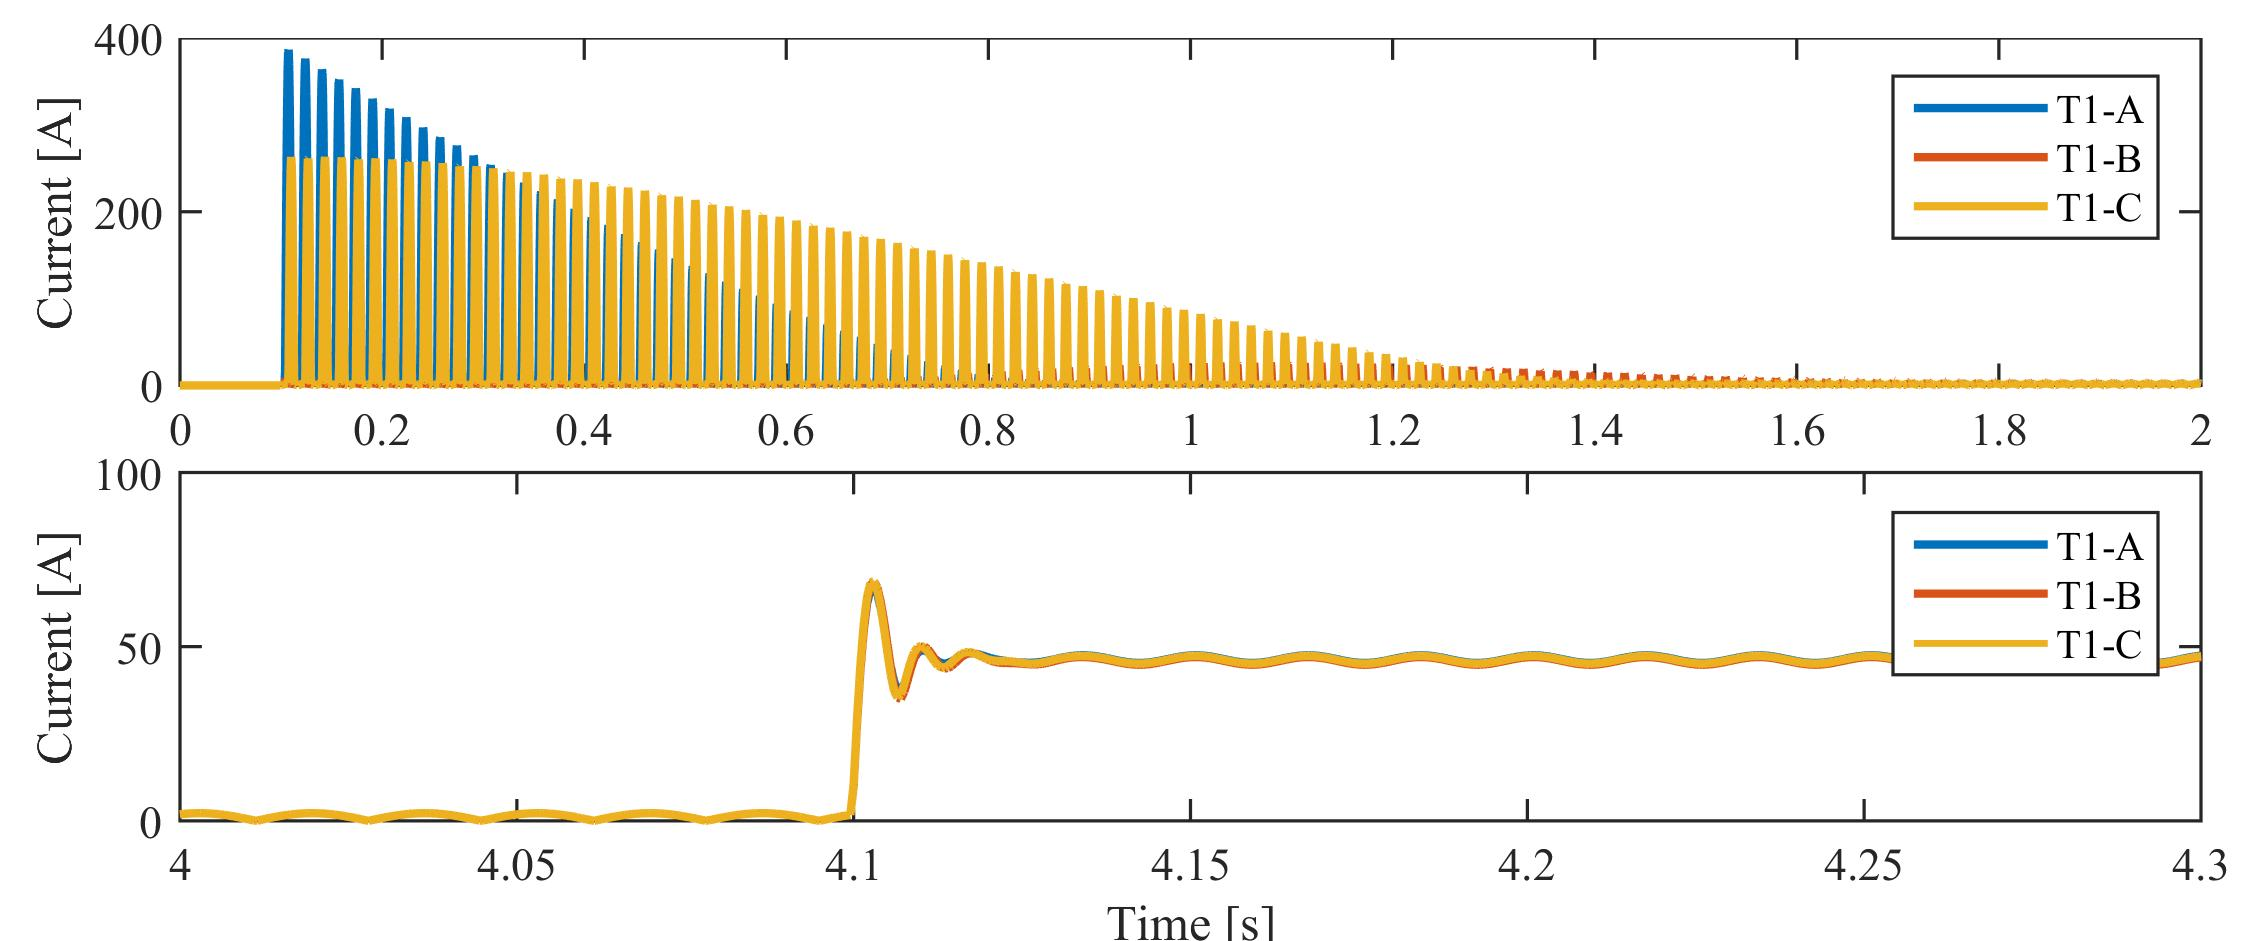 400
200
0
Current [A]
T1-A
T1-B
T1-C
0 0.2 0.4 0.6 0.8 1 1.2 1.4 1.6 1.8 2
100
50
0
Current [A]
T1-A
T1-B
T1-C
4 4.05 4.1 4.15 4.2 4.25 4.3
Time [s]